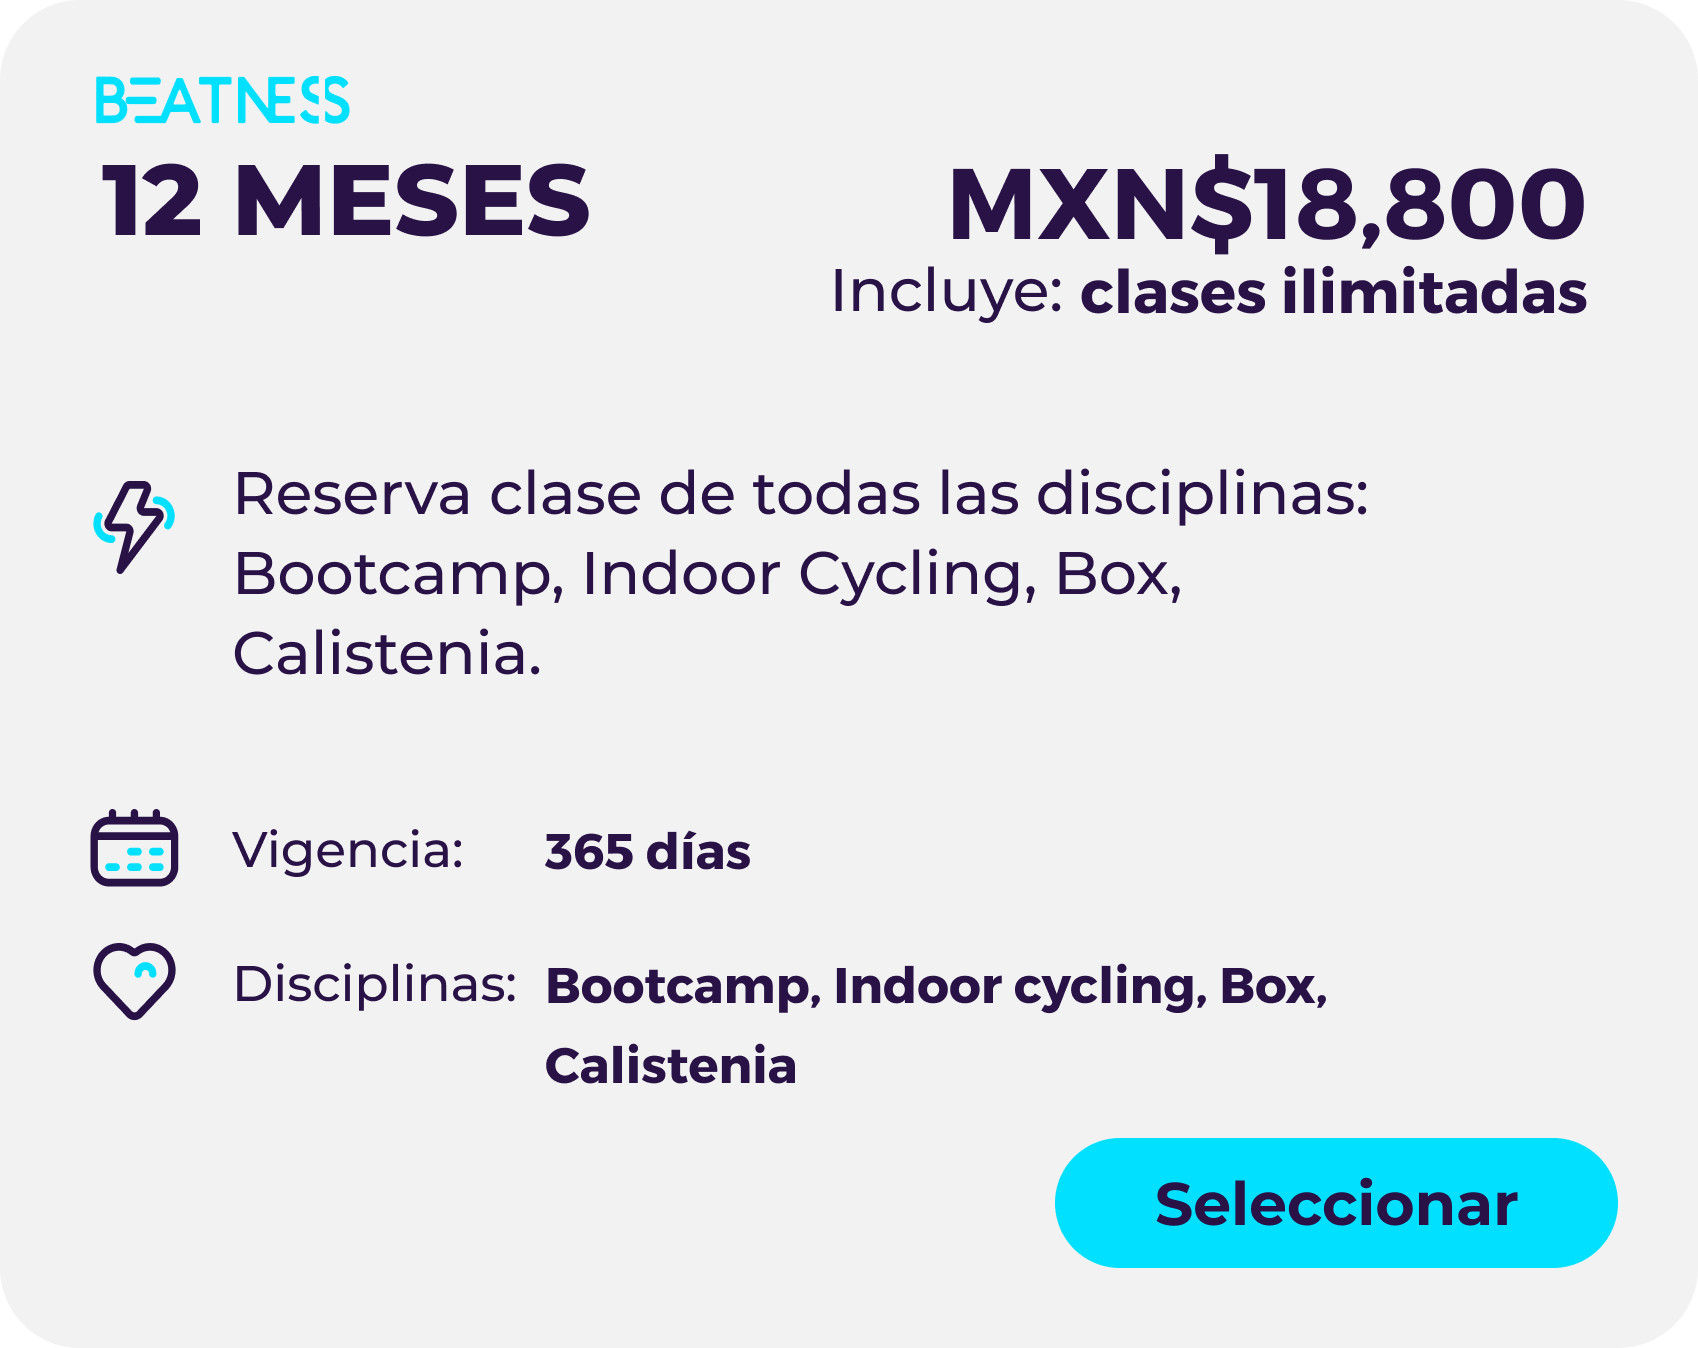 BEATNESS
12 MESES
MXN$18,800
Incluye: clases ilimitadas
Reserva clase de todas las disciplinas:
Bootcamp, Indoor Cycling, Box,
Calistenia.
Vigencia: 365 días
Disciplinas: Bootcamp, Indoor cycling, Box,
Calistenia
Seleccionar